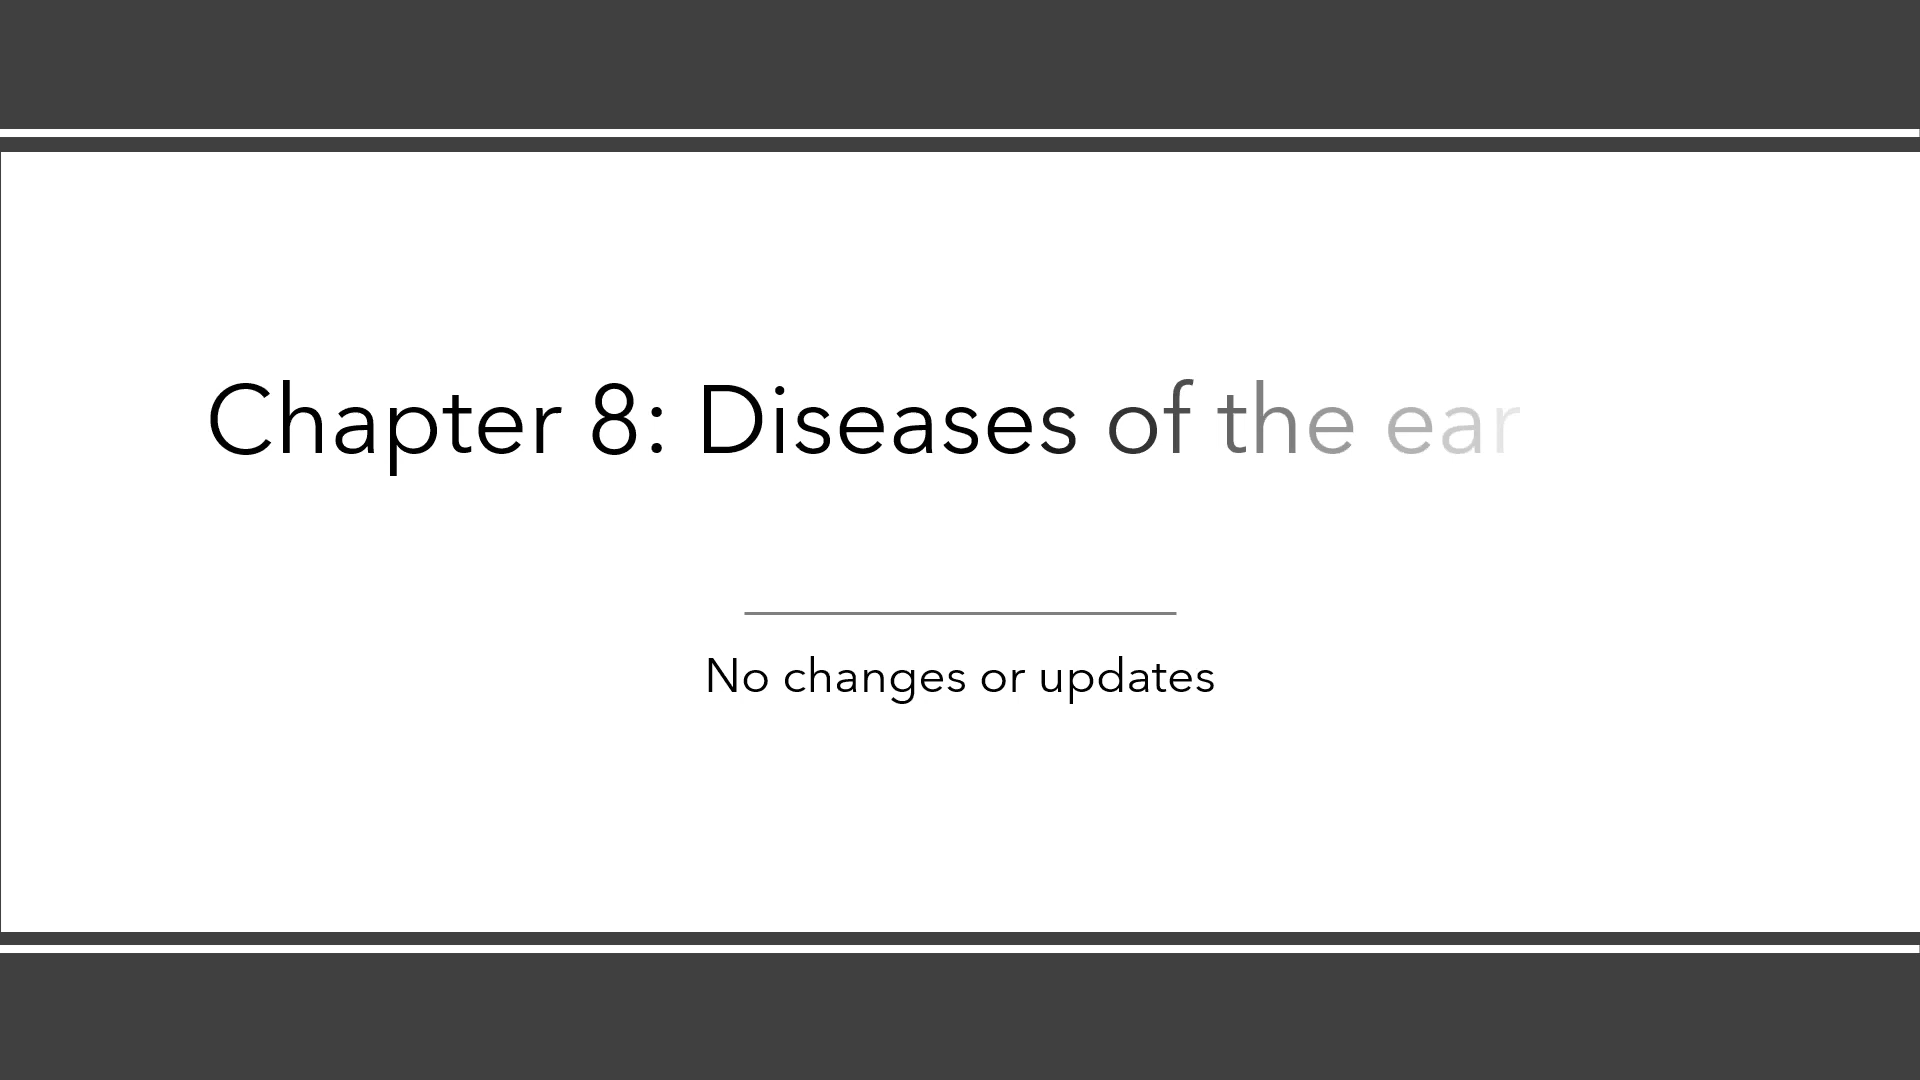 Chapter 8: Diseases of the ear
No changes or updates